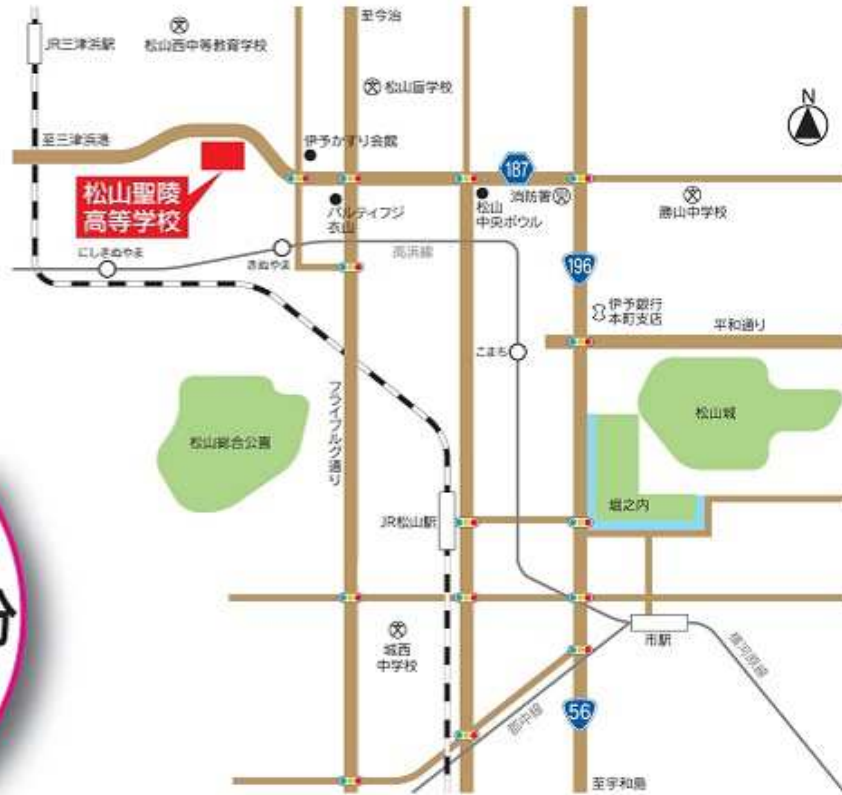 至今治
JR三津浜駅
松山西中等教育学校
松山盲学校
N
至三津浜港
伊予かすり会館
187
松山聖陵
高等学校
パルティフジ
衣山
松山
中央ボウル
消防署
勝山中学校
にしきぬやま
きぬやま
高浜線
196
伊予銀行
本町支店
平和通り
こまち
フライブルグ通り
松山総合公園
松山城
堀之内
JR松山駅
分
城西
中学校
市駅
横河原線
郡中線
56
至宇和島